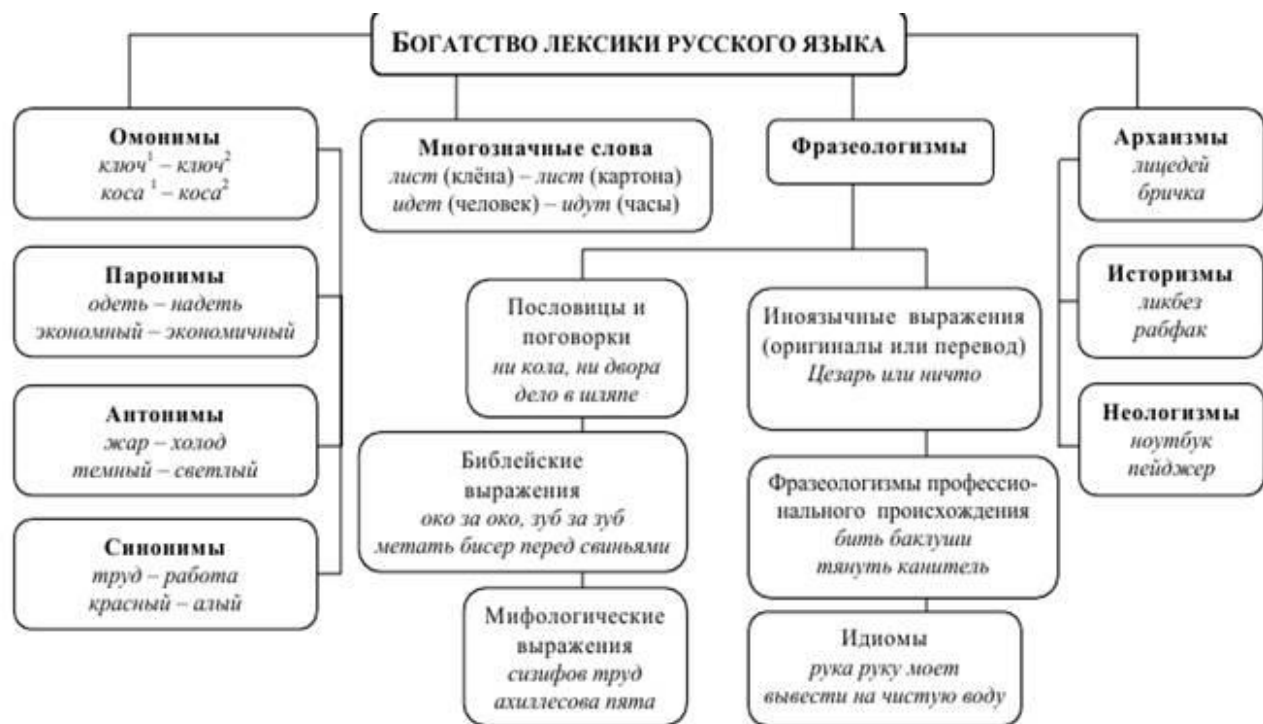 БОГАТСТВО ЛЕКСИКИ РУССКОГО ЯЗЫКА
Омонимы
ключ¹ – ключ²
коса ¹ – коса²
Паронимы
одеть – надеть
экономный – экономичный
Антонимы
жар – холод
темный – светлый
Синонимы
труд – работа
красный – алый
Многозначные слова
лист (клёна) – лист (картона)
идет (человек) – идут (часы)
Фразеологизмы
Пословицы и
поговорки
ни кола, ни двора
дело в шляпе
Библейские
выражения
око за око, зуб за зуб
метать бисер перед свиньями
Мифологические
выражения
сизифов труд
ахиллесова пята
Иноязычные выражения
(оригиналы или перевод)
Цезарь или ничто
Фразеологизмы профессио-
нального происхождения
бить баклуши
тянуть канитель
Идиомы
рука руку моет
вывести на чистую воду
Архаизмы
лицедей
бричка
Историзмы
ликбез
рабфак
Неологизмы
ноутбук
пейджер